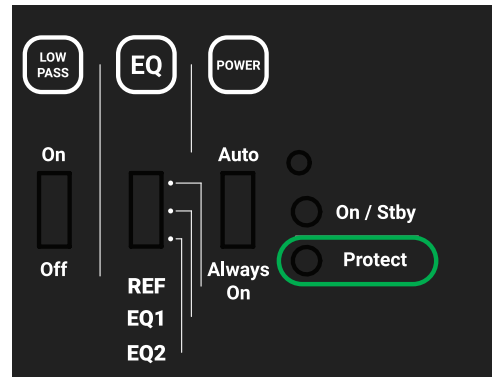 LOW
PASS
EQ
POWER
On
Auto
On / Stby
Off
Always
On
Protect
REF
EQ1
EQ2